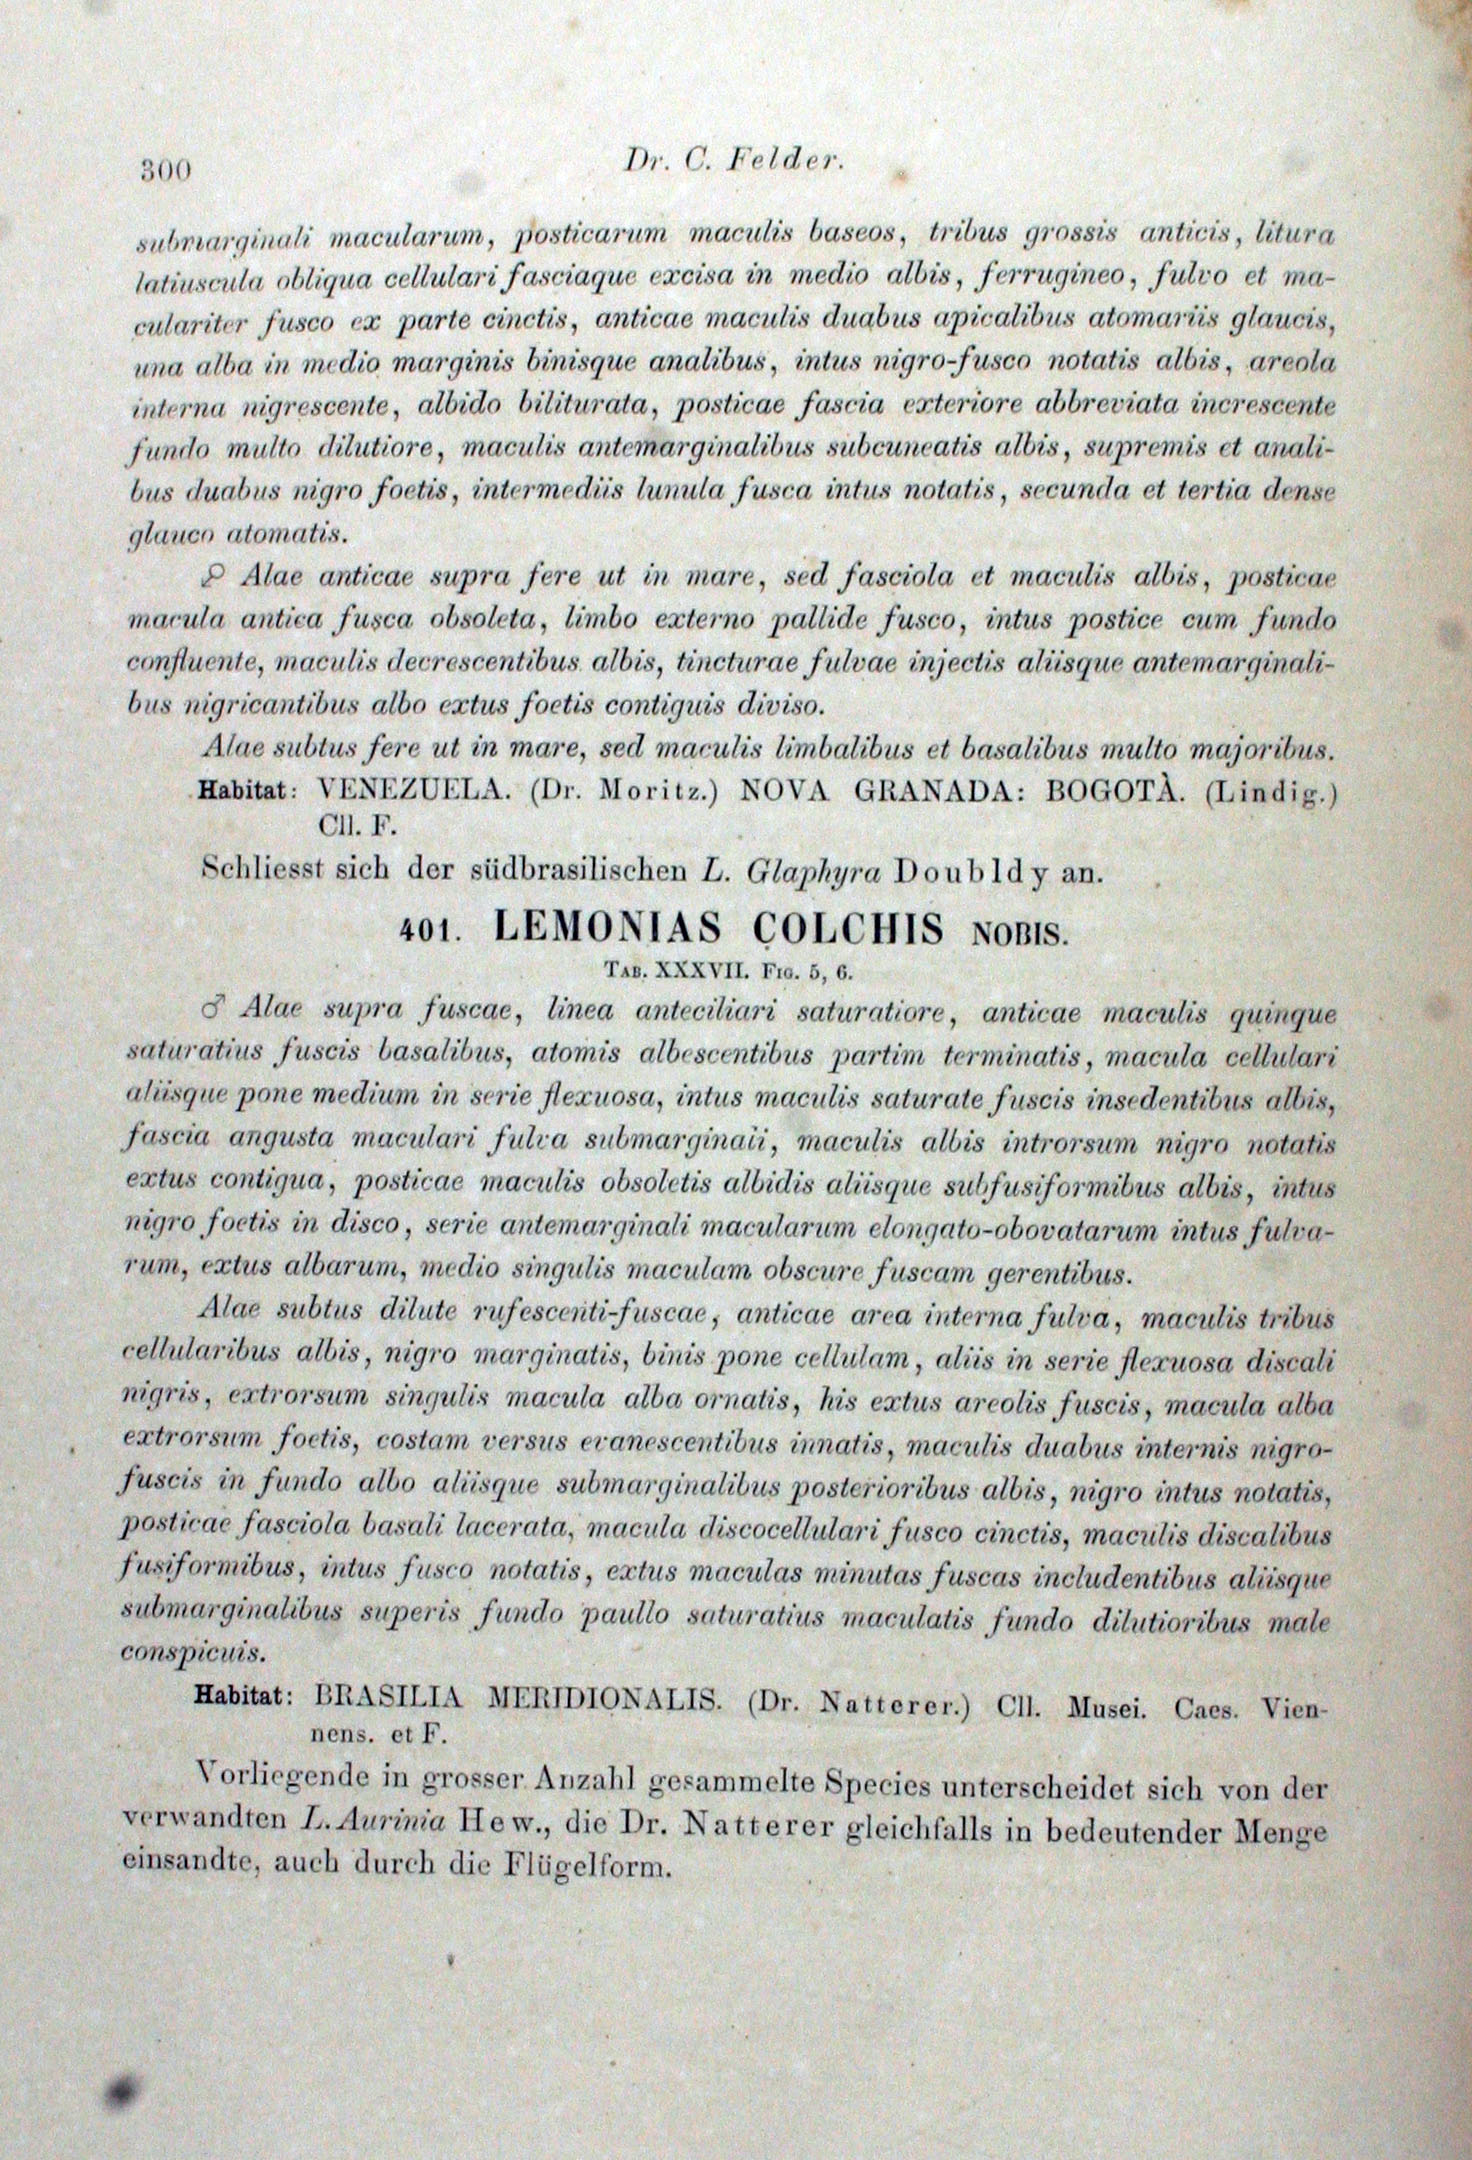 300
Dr. C. Felder.
submarginali macularum, posticarum maculis baseos, tribus grossis anticis, litura
latiuscula obliqua cellulari fasciaque excisa in medio albis, ferrugineo, fulvo et ma-
culariter fusco ex parte cinctis, anticae maculis duabus apicalibus atomariis glaucis,
una alba in medio marginis binisque analibus, intus nigro-fusco notatis albis, areola
interna nigrescente, albido biliturata, posticae fascia exteriore abbreviata increscente
fundo multo dilutiore, maculis antemarginalibus subcuneatis albis, supremis et anali-
bus duabus nigro foetis, intermediis lunula fusca intus notatis, secunda et tertia dense
glauco atomatis.
♀ Alae anticae supra fere ut in mare, sed fasciola et maculis albis, posticae
macula antica fusca obsoleta, limbo externo pallide fusco, intus postice cum fundo
confluente, maculis decrescentibus albis, tincturae fulvae injectis aliisque antemarginali-
bus nigricantibus albo extus foetis contiguis diviso.
Alae subtus fere ut in mare, sed maculis limbalibus et basalibus multo majoribus.
Habitat: VENEZUELA. (Dr. Moritz.) NOVA GRANADA: BOGOTÀ. (Lindig.)
Cll. F.
Schliesst sich der südbrasilischen L. Glaphyra Doubldy an.
401. LEMONIAS COLCHIS NOBIS.
TAB. XXXVII. FIG. 5, 6.
♂ Alae supra fuscae, linea anteciliari saturatiore, anticae maculis quinque
saturatius fuscis basalibus, atomis albescentibus partim terminatis, macula cellulari
aliisque pone medium in serie flexuosa, intus maculis saturate fuscis insedentibus albis,
fascia angusta maculari fulva submarginali, maculis albis introrsum nigro notatis
extus contigua, posticae maculis obsoletis albidis aliisque subfusiformibus albis, intus
nigro foetis in disco, serie antemarginali macularum elongato-obovatarum intus fulva-
rum, extus albarum, medio singulis maculam obscure fuscam gerentibus.
Alae subtus dilute rufescenti-fuscae, anticae area interna fulva, maculis tribus
cellularibus albis, nigro marginatis, binis pone cellulam, aliis in serie flexuosa discali
nigris, extrorsum singulis macula alba ornatis, his extus areolis fuscis, macula alba
extrorsum foetis, costam versus evanescentibus innatis, maculis duabus internis nigro-
fuscis in fundo albo aliisque submarginalibus posterioribus albis, nigro intus notatis,
posticae fasciola basali lacerata, macula discocellulari fusco cinctis, maculis discalibus
fusiformibus, intus fusco notatis, extus maculas minutas fuscas includentibus aliisque
submarginalibus superis fundo paullo saturatius maculatis fundo dilutioribus male
conspicuis.
Habitat: BRASILIA MERIDIONALIS. (Dr. Natterer.) Cll. Musei. Caes. Vien-
nens. et F.
Vorliegende in grosser Anzahl gesammelte Species unterscheidet sich von der
verwandten L. Aurinia Hew., die Dr. Natterer gleichfalls in bedeutender Menge
einsandte, auch durch die Flügelform.